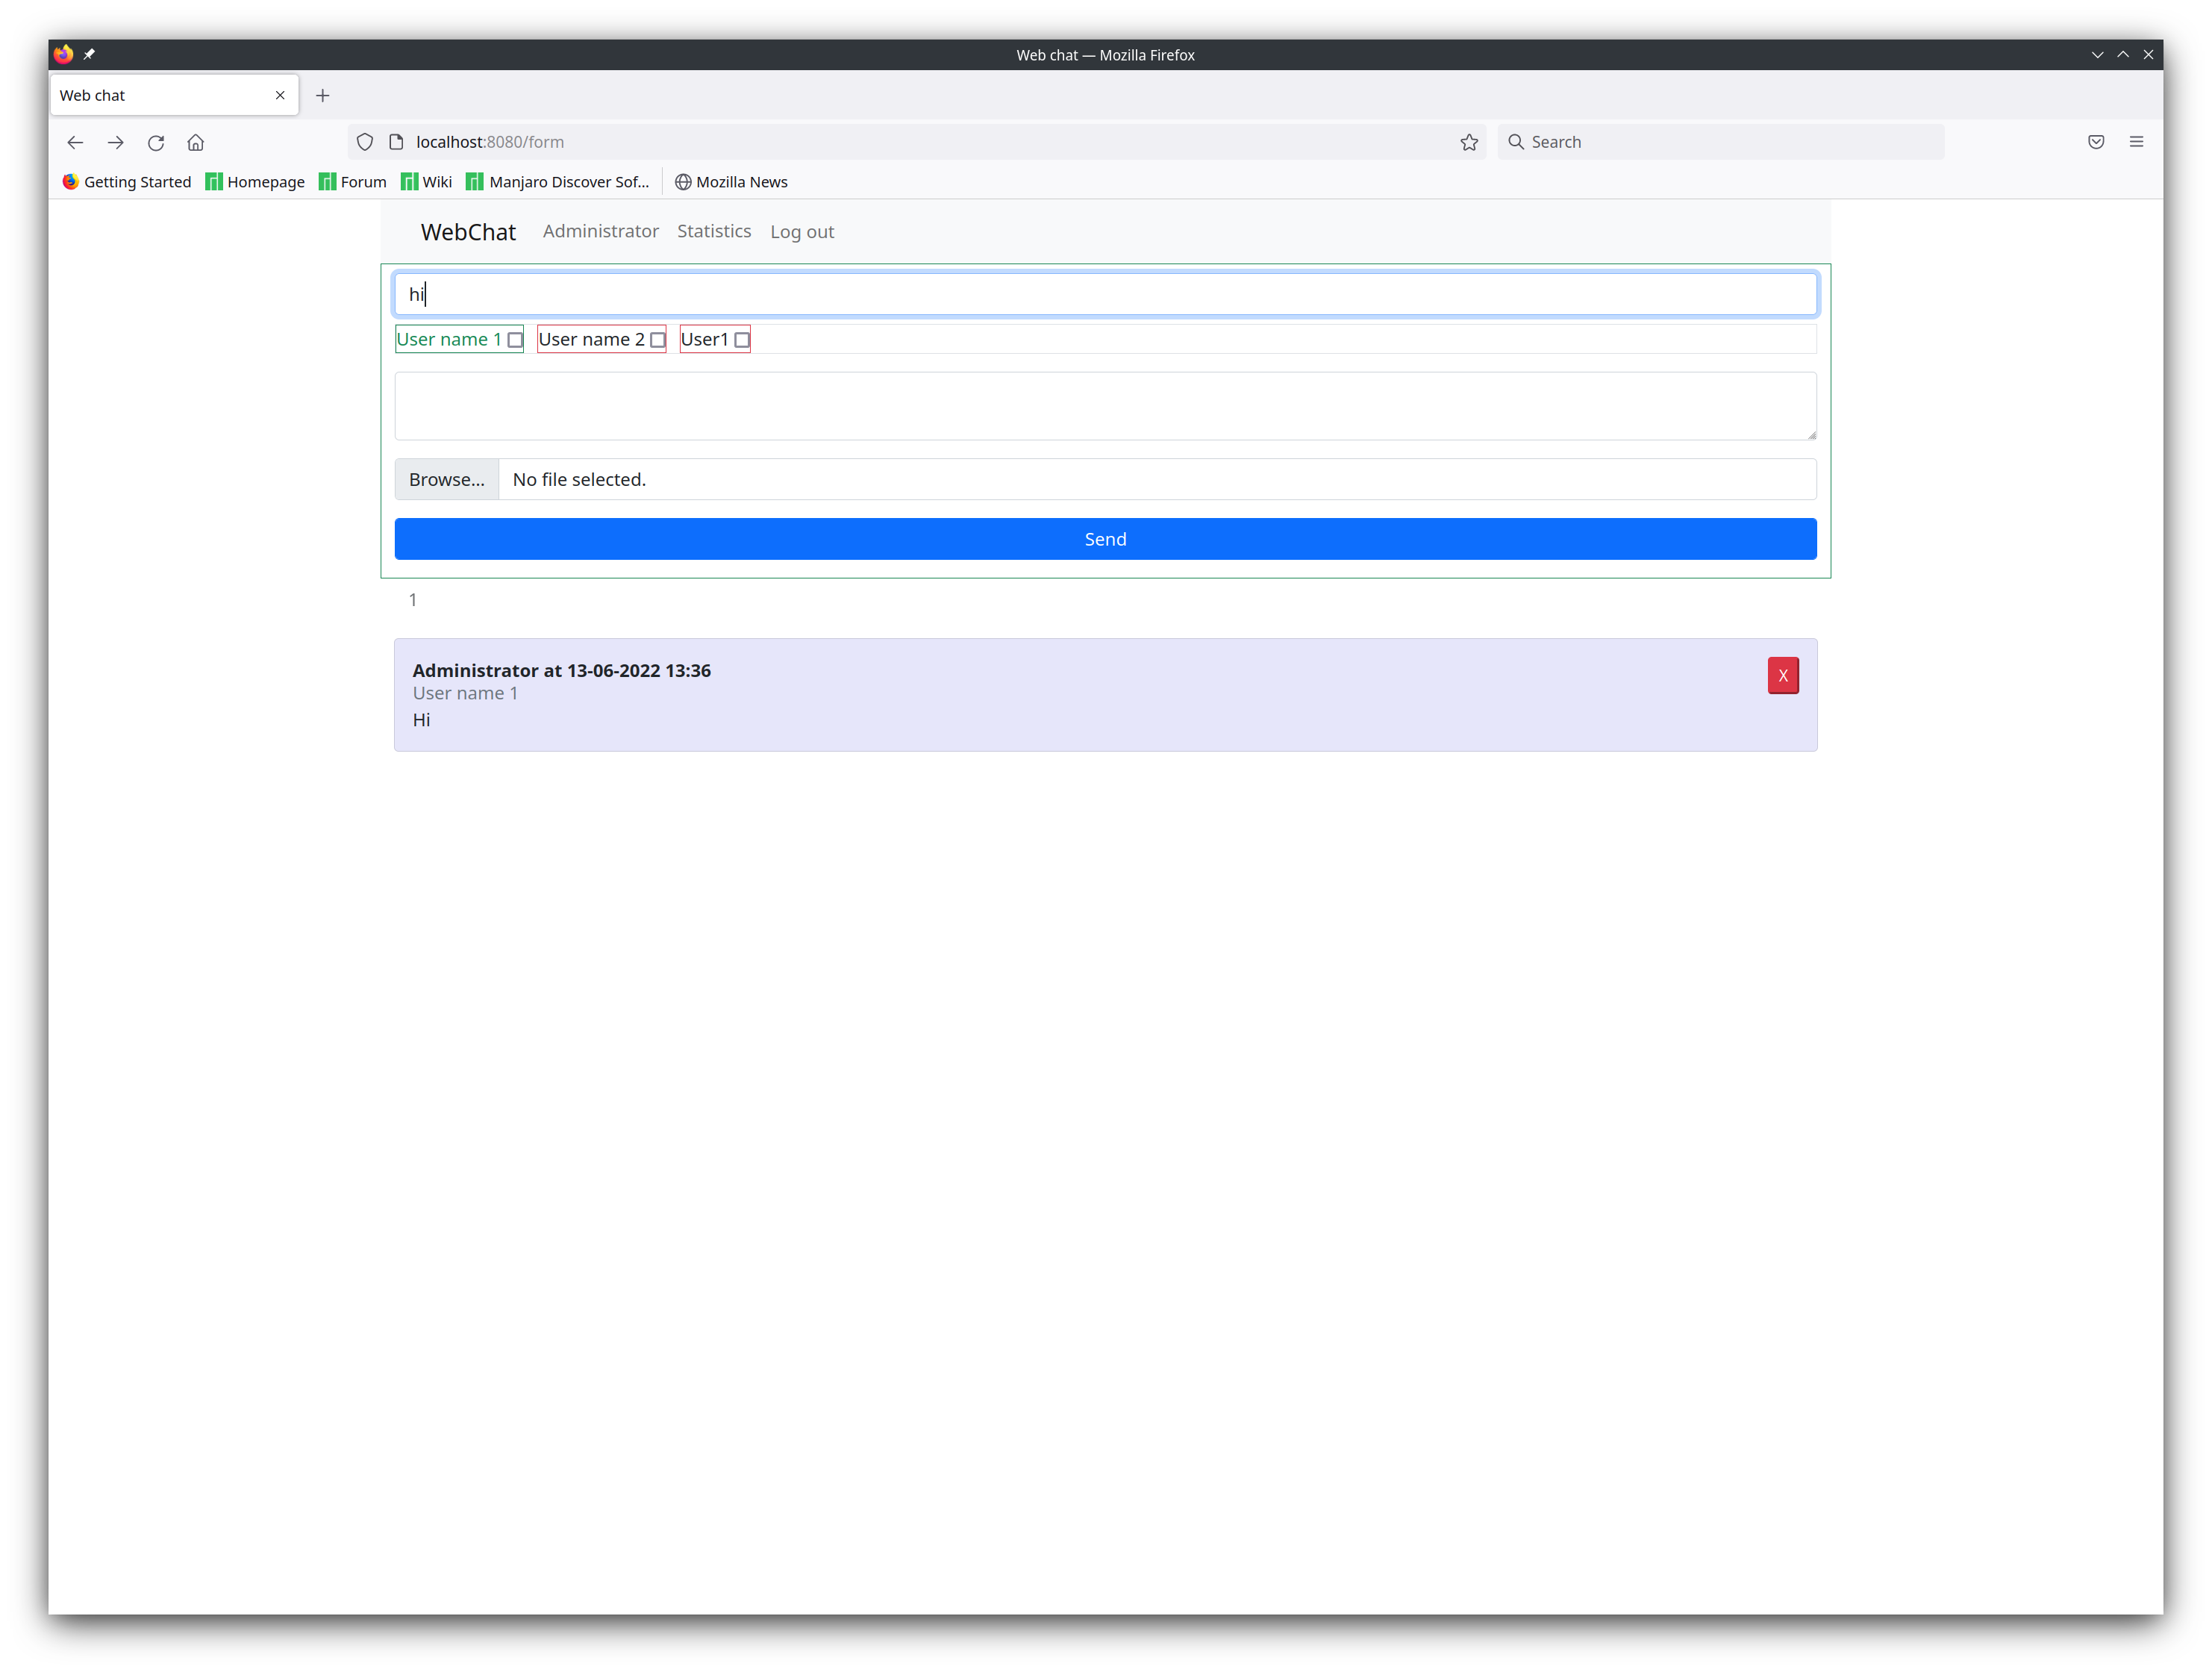 Web chat — Mozilla Firefox
Web chat
localhost:8080/form
Search
Getting Started Homepage Forum Wiki Manjaro Discover Sof... Mozilla News
WebChat Administrator Statistics Log out
hi
User name 1 User name 2 User1
Browse... No file selected.
Send
1
Administrator at 13-06-2022 13:36
X
User name 1
Hi